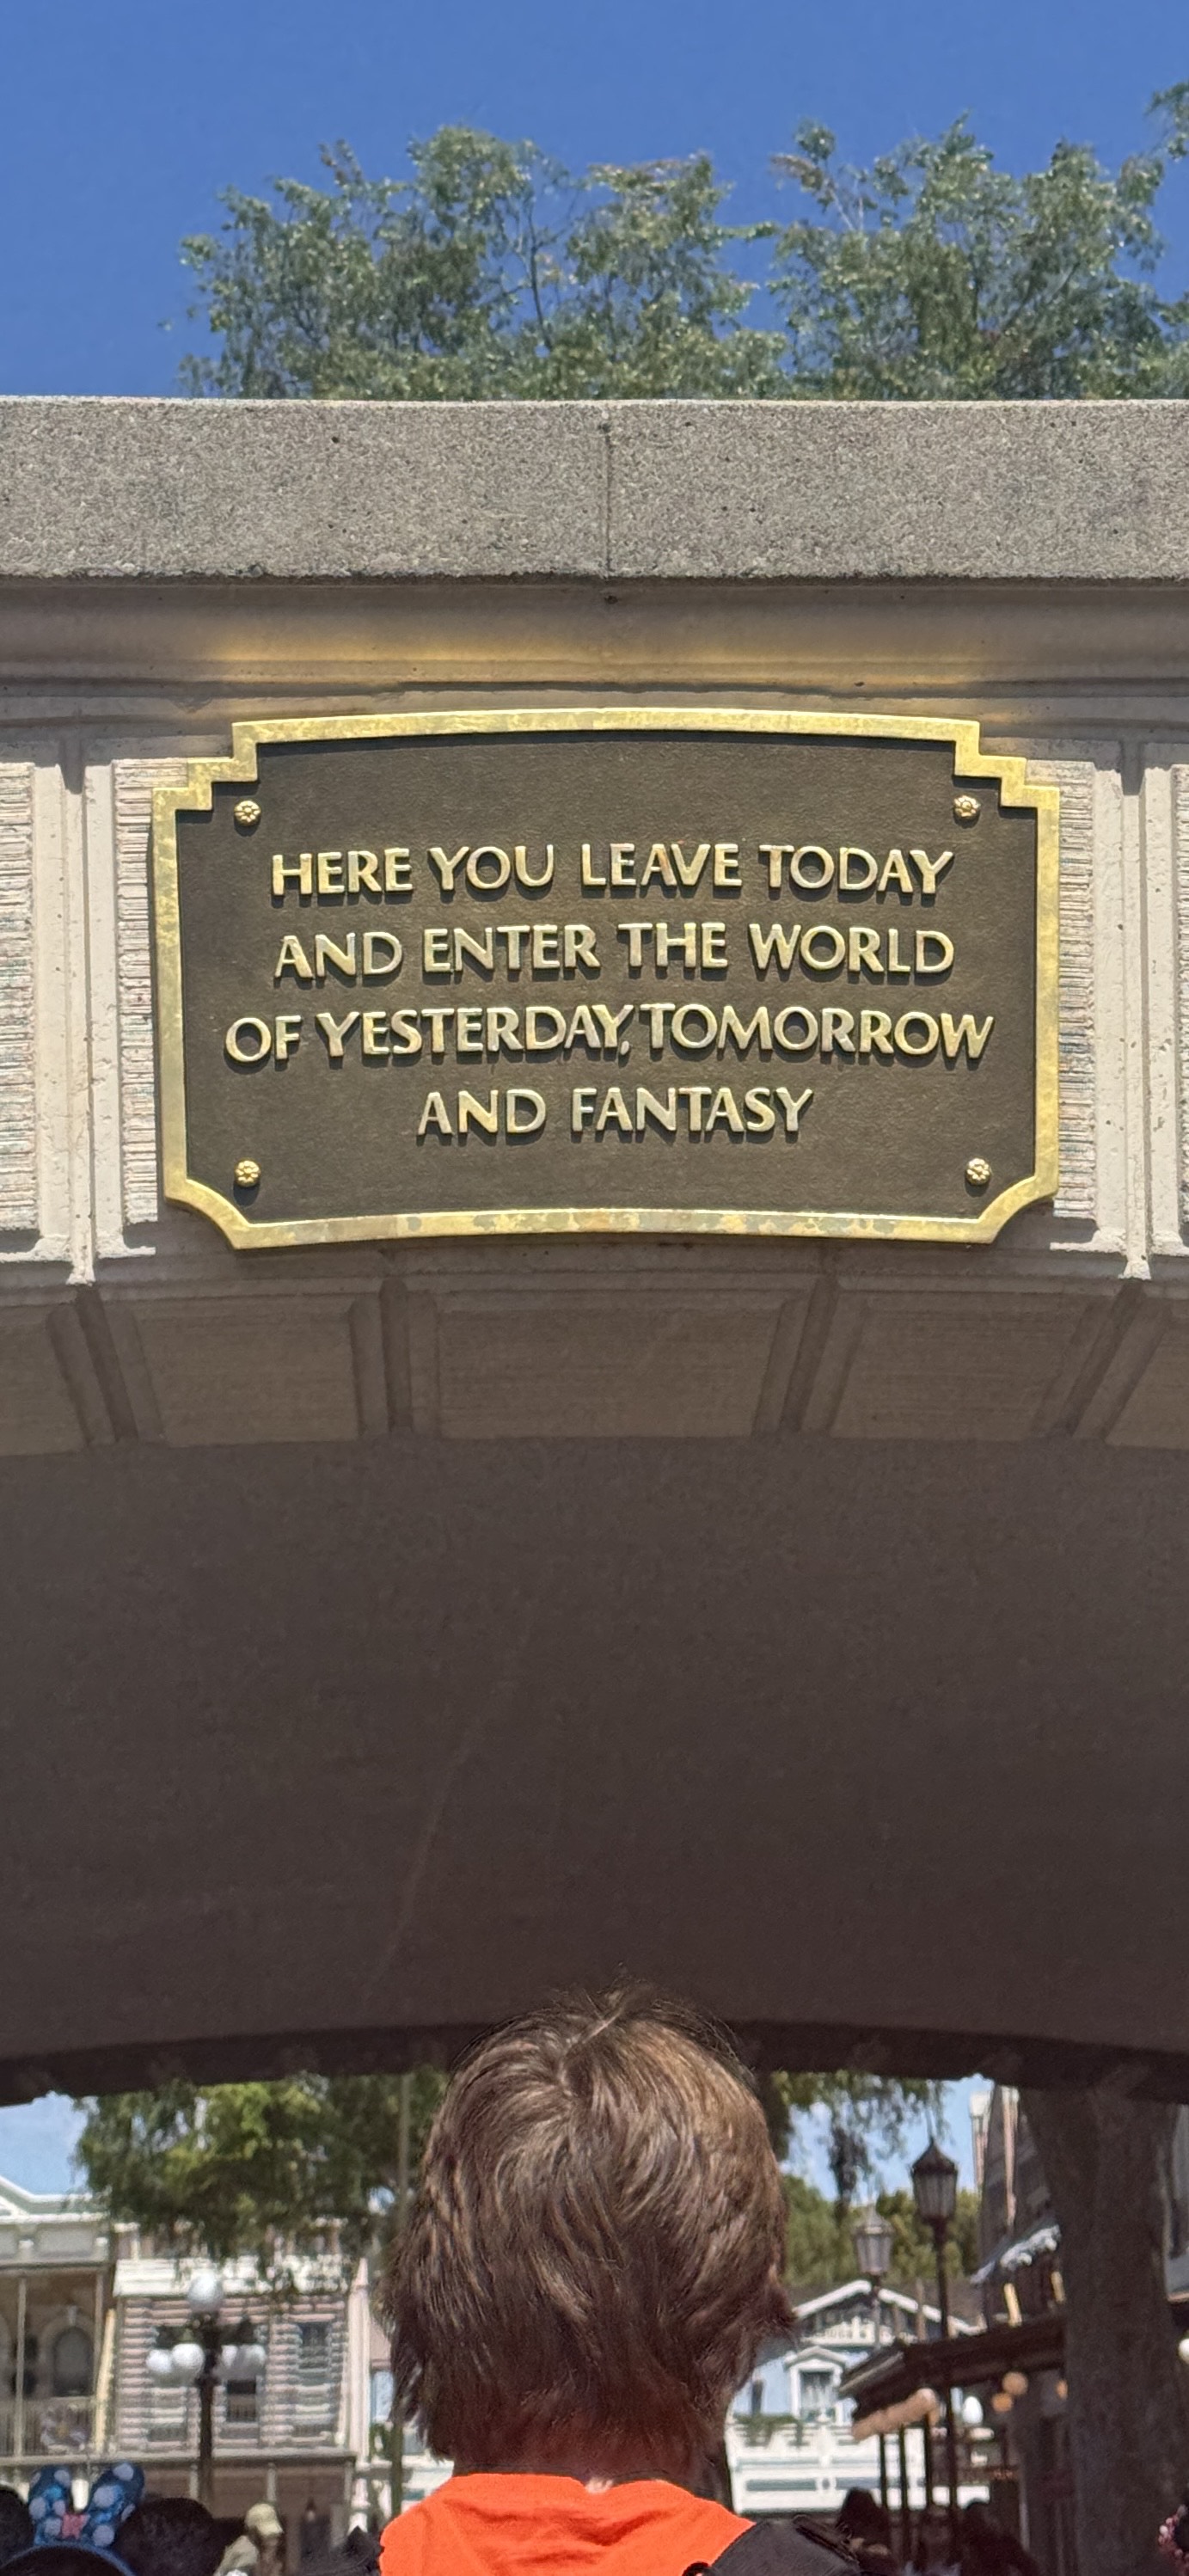 HERE YOU LEAVE TODAY
AND ENTER THE WORLD
OF YESTERDAY, TOMORROW
AND FANTASY